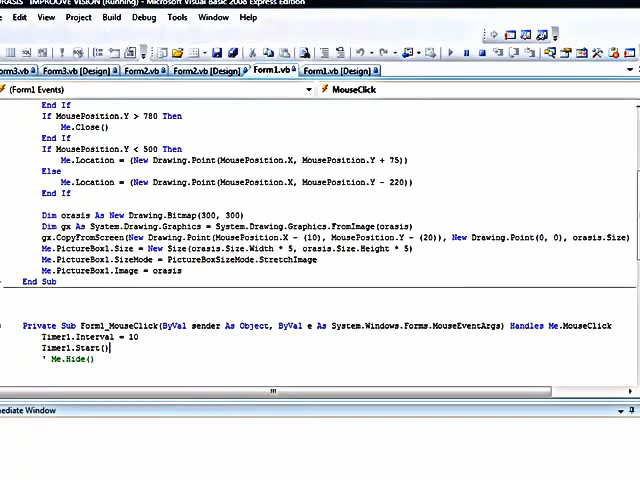 ORASIS IMPROOVE VISION (Running) - Microsoft Visual Basic 2008 Express Edition
Edit View Project Build Debug Tools Window Help
Form3.vb Form3.vb [Design] Form2.vb Form2.vb [Design] Form1.vb Form1.vb [Design]
(Form1 Events) MouseClick
End If
If MousePosition.Y > 780 Then
Me.Close()
End If
If MousePosition.Y < 500 Then
Me.Location = (New Drawing.Point(MousePosition.X, MousePosition.Y + 75))
Else
Me.Location = (New Drawing.Point(MousePosition.X, MousePosition.Y - 220))
End If
Dim orasis As New Drawing.Bitmap(300, 300)
Dim gx As System.Drawing.Graphics = System.Drawing.Graphics.FromImage(orasis)
gx.CopyFromScreen(New Drawing.Point(MousePosition.X - (10), MousePosition.Y - (20)), New Drawing.Point(0, 0), orasis.Size)
Me.PictureBox1.Size = New Size(orasis.Size.Width * 5, orasis.Size.Height * 5)
Me.PictureBox1.SizeMode = PictureBoxSizeMode.StretchImage
Me.PictureBox1.Image = orasis
End Sub
Private Sub Form1_MouseClick(ByVal sender As Object, ByVal e As System.Windows.Forms.MouseEventArgs) Handles Me.MouseClick
Timer1.Interval = 10
Timer1.Start()
' Me.Hide()
mediate Window